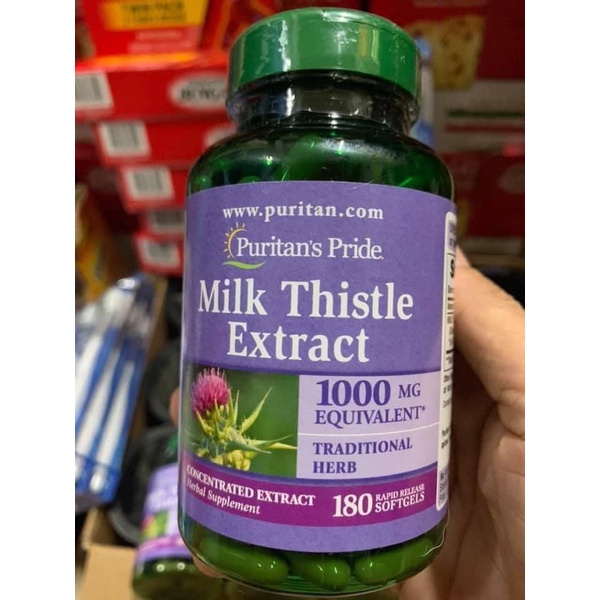 www.puritan.com
Puritan's Pride®
Milk Thistle
Extract
1000 MG
EQUIVALENT*
TRADITIONAL
HERB
CONCENTRATED EXTRACT
Herbal Supplement
180 RAPID RELEASE
SOFTGELS